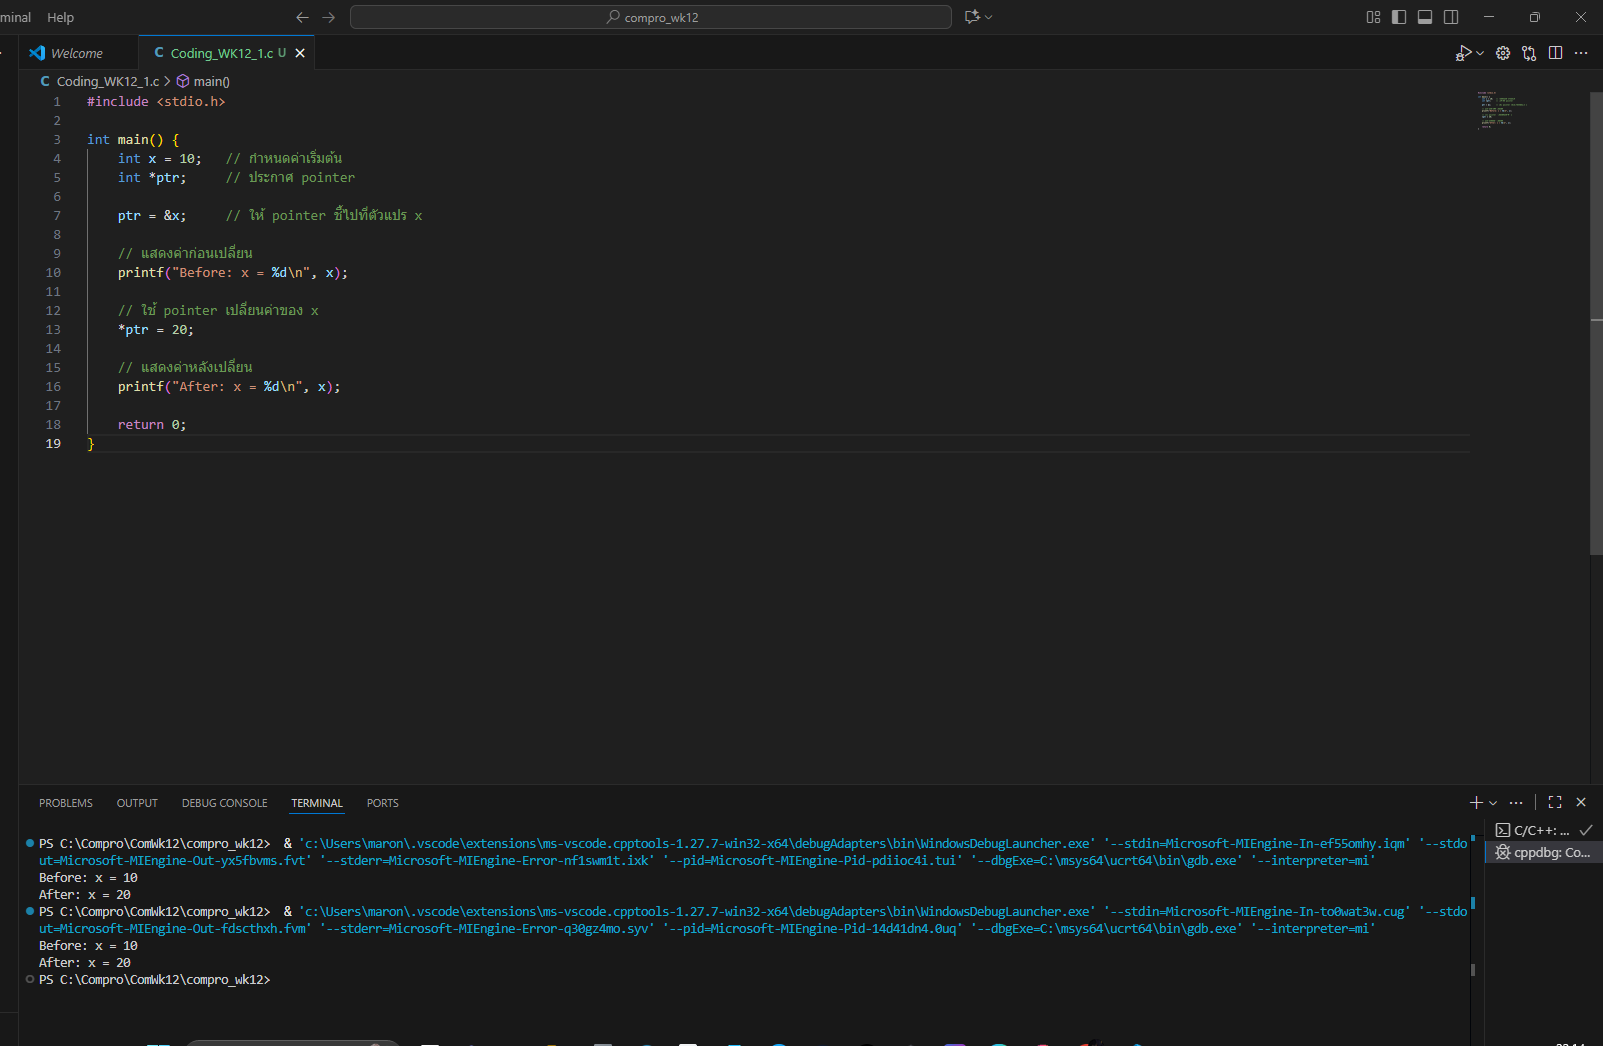 minal Help
compro_wk12
Welcome
C Coding_WK12_1.c U
C Coding_WK12_1.c > main()
1 #include <stdio.h>
2
3 int main() {
4 int x = 10; // กำหนดค่าเริ่มต้น
5 int *ptr; // ประกาศ pointer
6
7 ptr = &x; // ให้ pointer ชี้ไปที่ตัวแปร x
8
9 // แสดงค่าก่อนเปลี่ยน
10 printf("Before: x = %d\n", x);
11
12 // ใช้ pointer เปลี่ยนค่าของ x
13 *ptr = 20;
14
15 // แสดงค่าหลังเปลี่ยน
16 printf("After: x = %d\n", x);
17
18 return 0;
19 }
PROBLEMS OUTPUT DEBUG CONSOLE TERMINAL PORTS
C/C++: ...
cppdbg: Co...
PS C:\Compro\ComWk12\compro_wk12> & 'c:\Users\maron\.vscode\extensions\ms-vscode.cpptools-1.27.7-win32-x64\debugAdapters\bin\WindowsDebugLauncher.exe' '--stdin=Microsoft-MIEngine-In-ef55omhy.iqm' '--stdo
ut=Microsoft-MIEngine-Out-yx5fbvms.fvt' '--stderr=Microsoft-MIEngine-Error-nf1swm1t.ixk' '--pid=Microsoft-MIEngine-Pid-pdiioc4i.tui' '--dbgExe=C:\msys64\ucrt64\bin\gdb.exe' '--interpreter=mi'
Before: x = 10
After: x = 20
PS C:\Compro\ComWk12\compro_wk12> & 'c:\Users\maron\.vscode\extensions\ms-vscode.cpptools-1.27.7-win32-x64\debugAdapters\bin\WindowsDebugLauncher.exe' '--stdin=Microsoft-MIEngine-In-to0wat3w.cug' '--stdo
ut=Microsoft-MIEngine-Out-fdscthxh.fvm' '--stderr=Microsoft-MIEngine-Error-q30gz4mo.syv' '--pid=Microsoft-MIEngine-Pid-14d41dn4.0uq' '--dbgExe=C:\msys64\ucrt64\bin\gdb.exe' '--interpreter=mi'
Before: x = 10
After: x = 20
PS C:\Compro\ComWk12\compro_wk12>